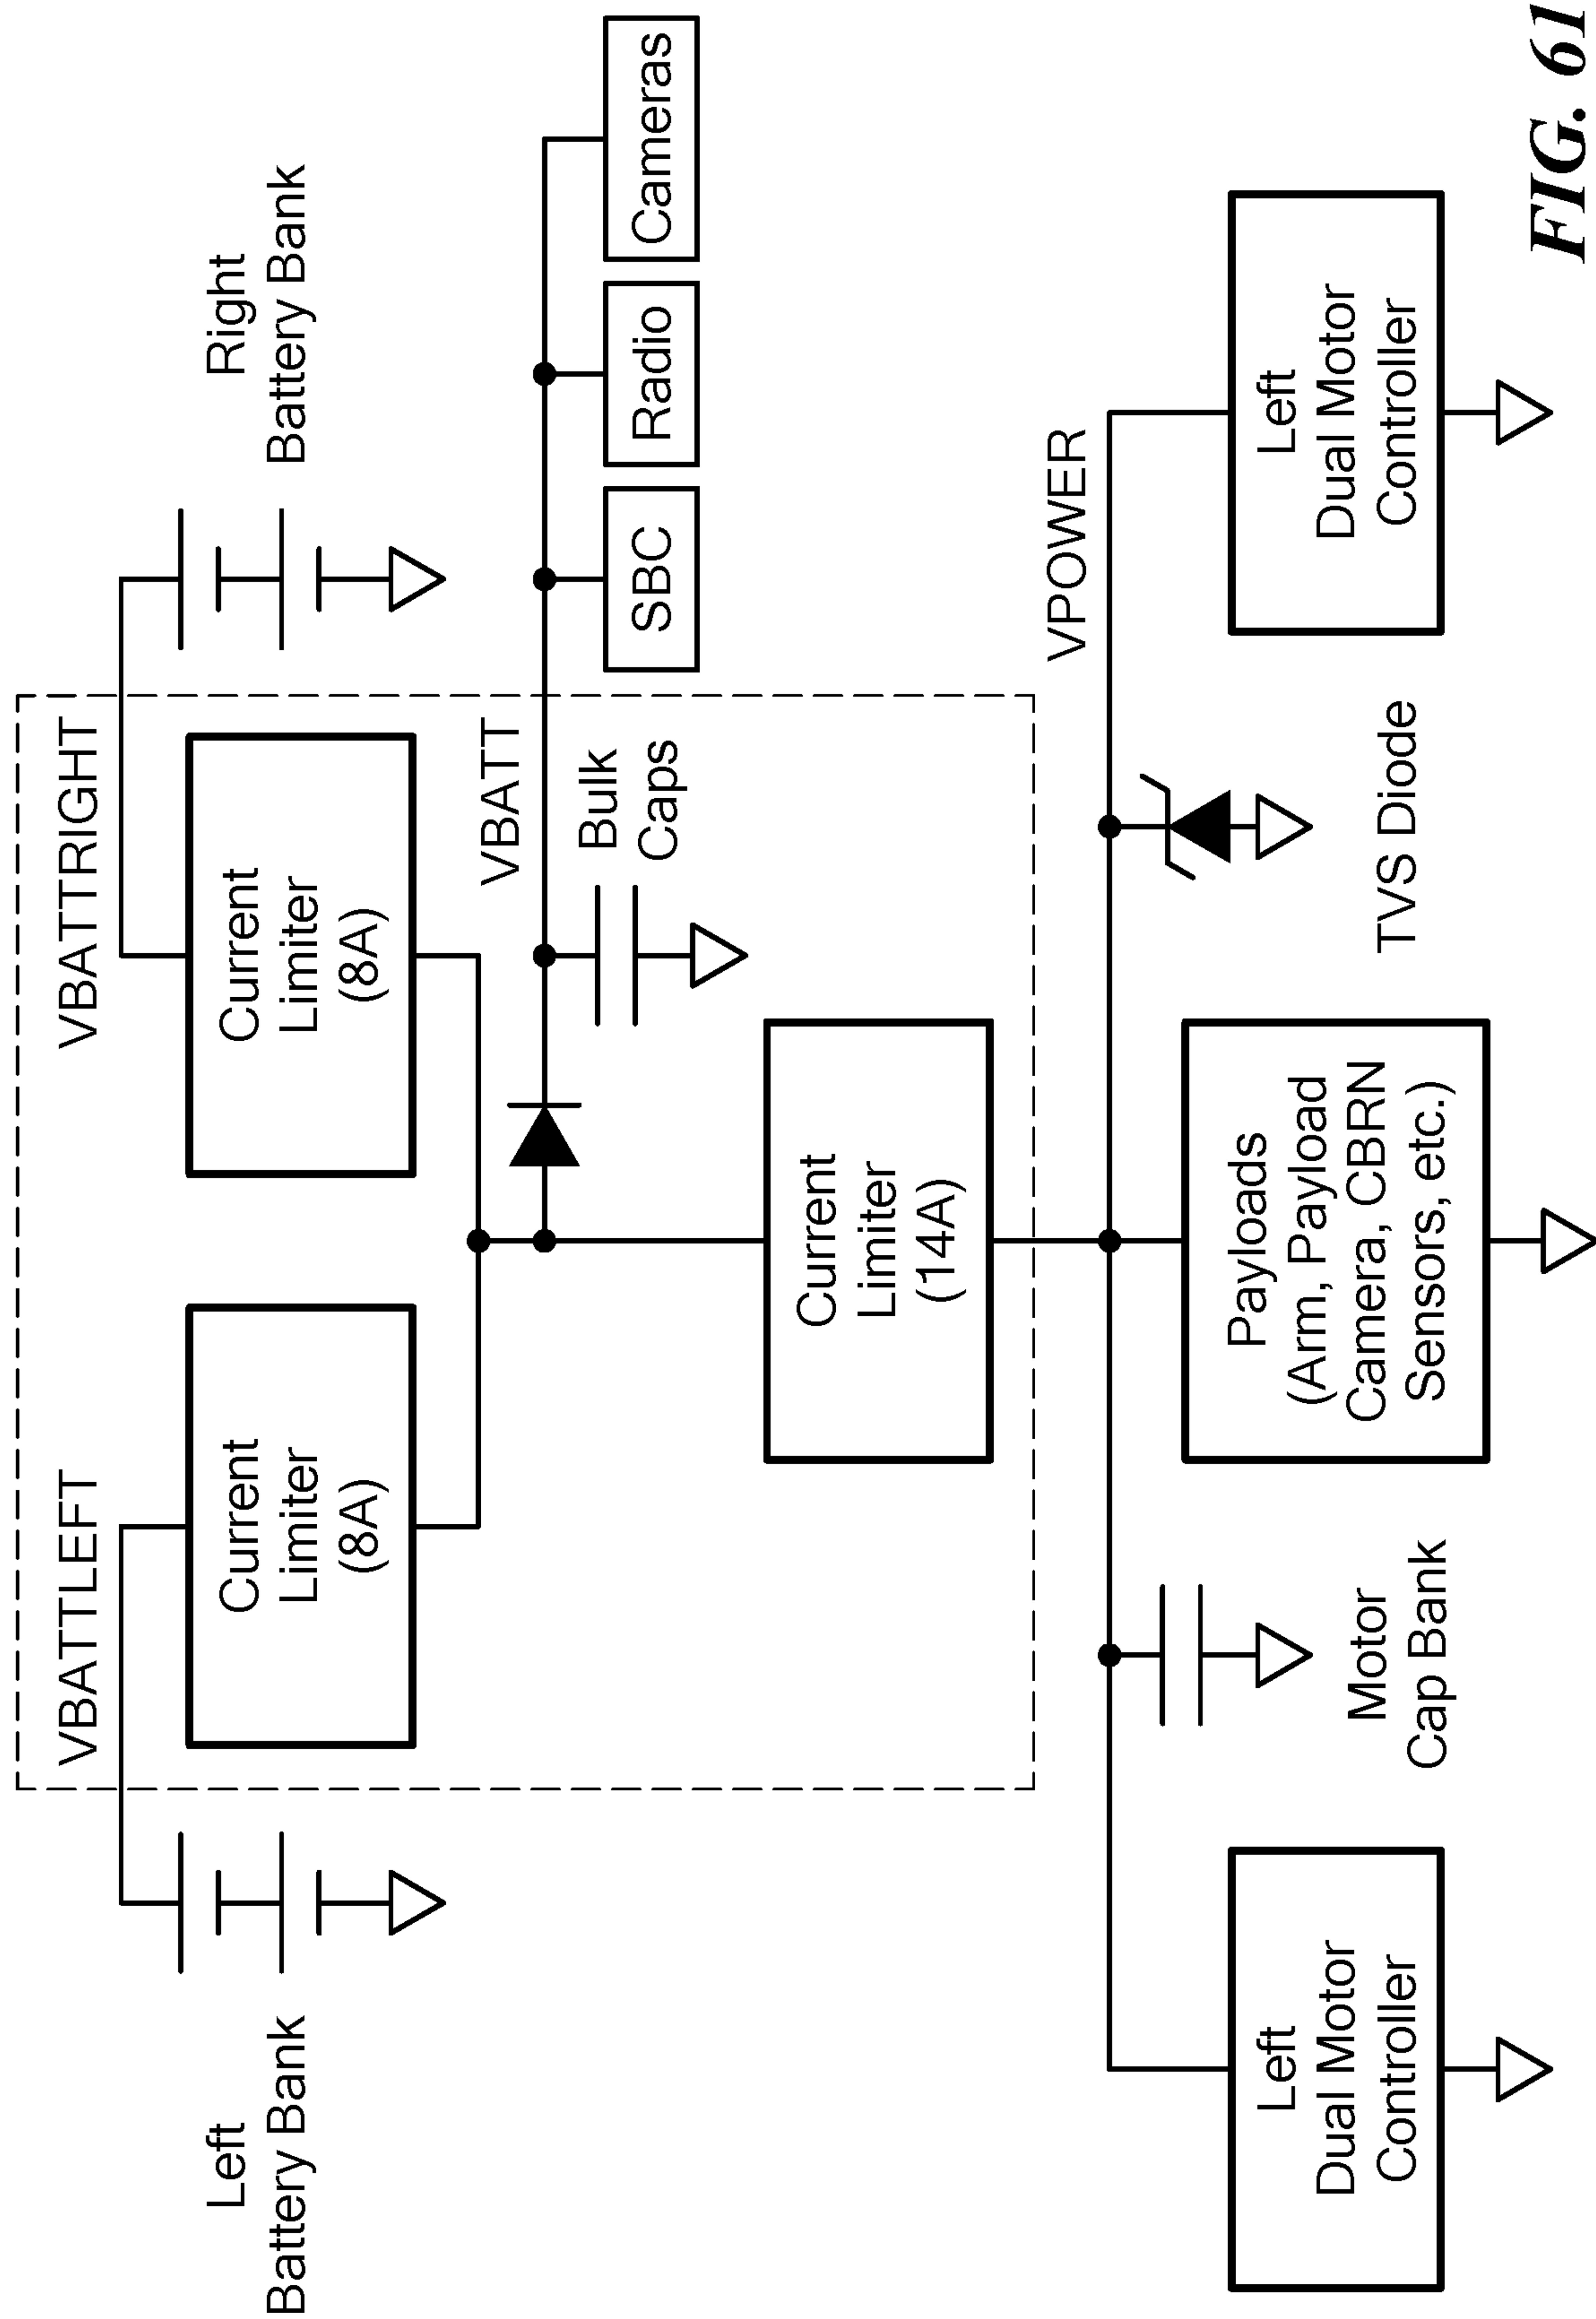 Left
Battery Bank
VBATTLEFT
VBATTRIGHT
Right
Battery Bank
Current
Limiter
(8A)
Current
Limiter
(8A)
VBATT
Bulk
Caps
SBC
Radio
Cameras
Current
Limiter
(14A)
VPOWER
Left
Dual Motor
Controller
Motor
Cap Bank
Payloads
(Arm, Payload
Camera, CBRN
Sensors, etc.)
TVS Diode
Left
Dual Motor
Controller
FIG. 61